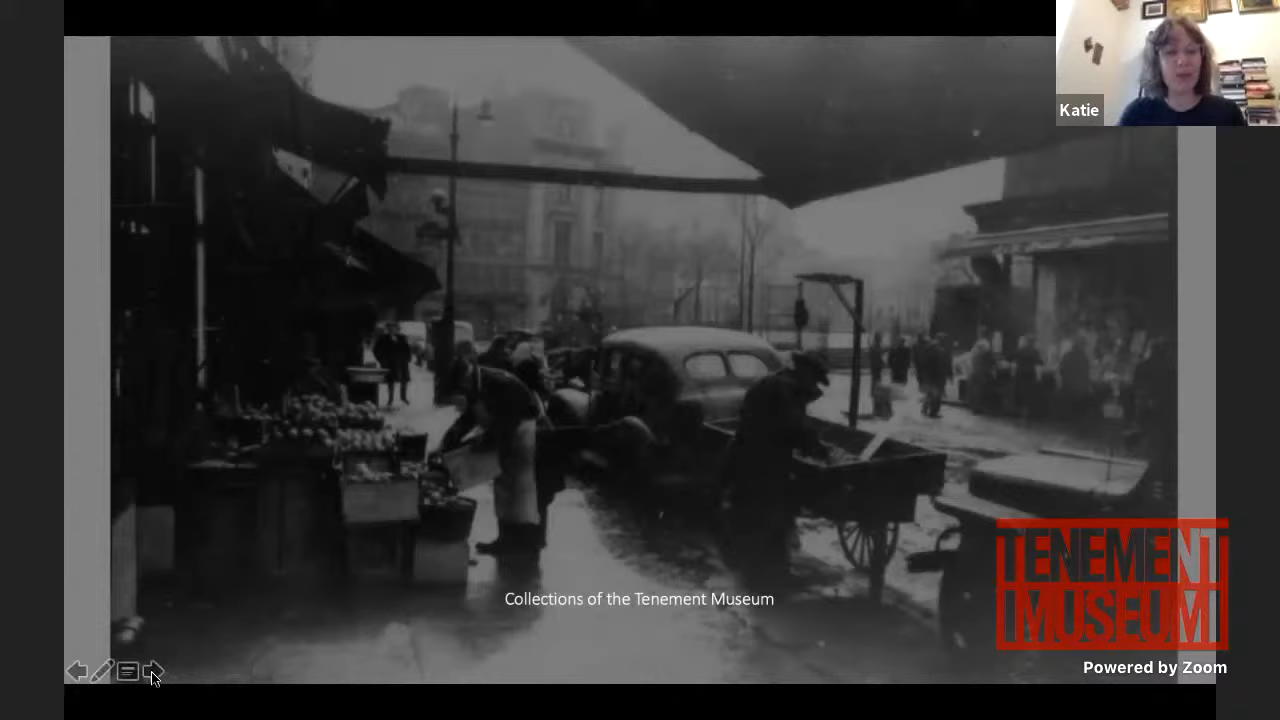 Katie
Collections of the Tenement Museum
TENEMENT
MUSEUM
Powered by Zoom